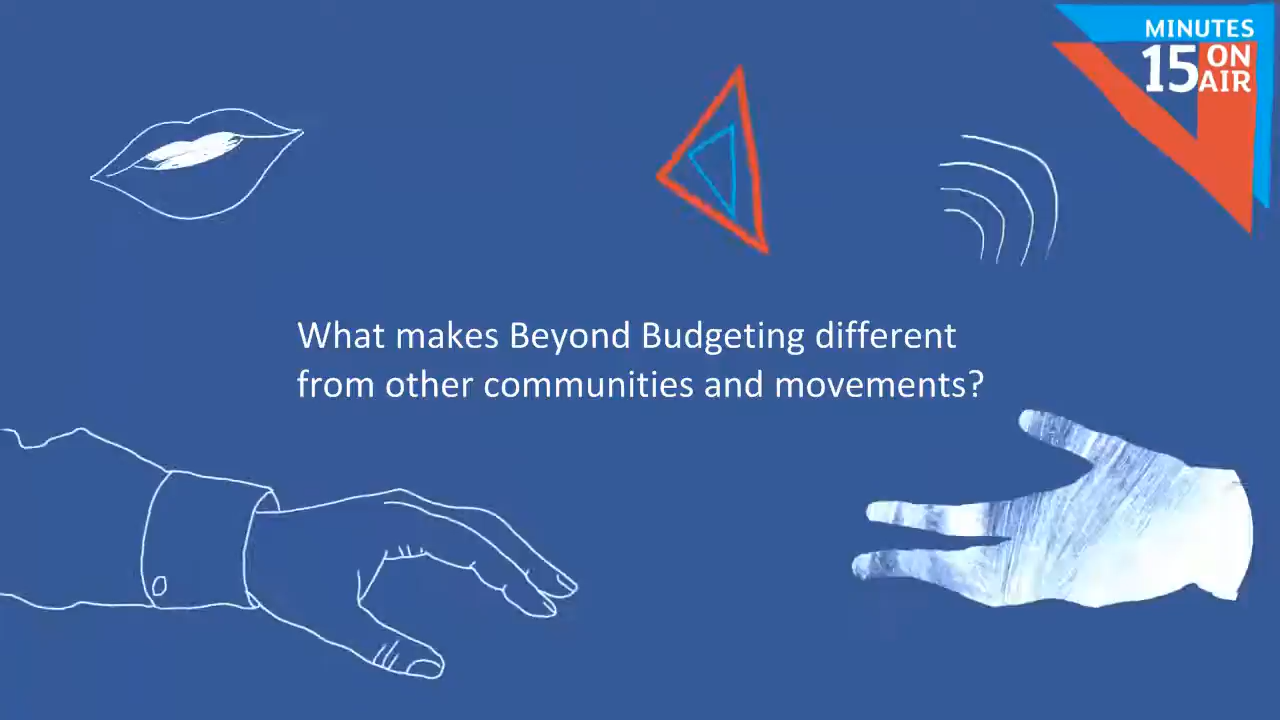 MINUTES
15 ON AIR
What makes Beyond Budgeting different
from other communities and movements?